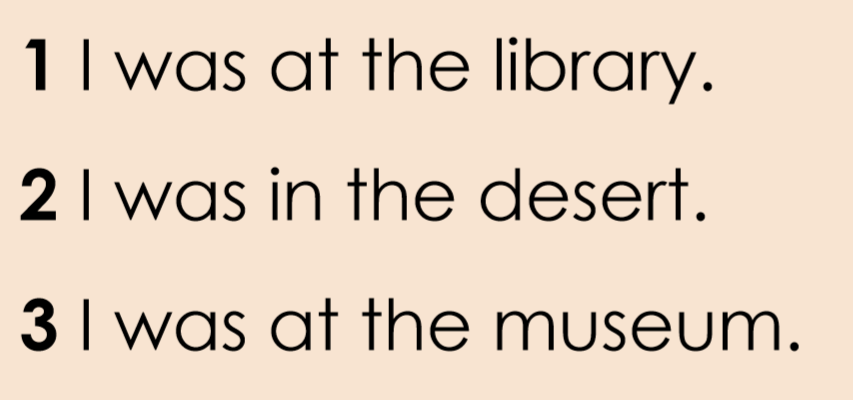 1 I was at the library.
2 I was in the desert.
3 I was at the museum.